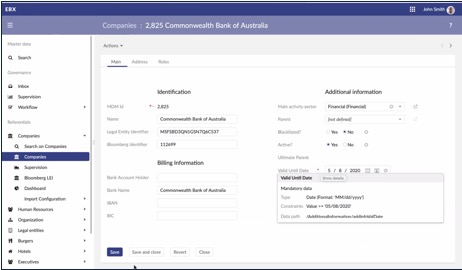 EBX
John Smith
Companies : 2,825 Commonwealth Bank of Australia
Master data
Search
Governance
Inbox
Supervision
Workflow
Referentials
Companies
Search on Companies
Companies
Supervision
Bloomberg LEI
Dashboard
Import Configuration
Human Resources
Organization
Legal entities
Burgers
Hotels
Executives
Actions
Main
Address
Roles
Identification
MDM Id
2,825
Name
Commonwealth Bank of Australia
Legal Entity Identifier
MSFSBD3QN1GSN7Q6C537
Bloomberg Identifier
112699
Billing Information
Bank Account Holder
Bank Name
Commonwealth Bank of Australia
IBAN
BIC
Additional information
Main activity sector
Financial (Financial)
Parent
[not defined]
Blacklisted?
Yes
No
Active?
Yes
No
Ultimate Parent
Valid Until Date
5 / 8 / 2020
Valid Until Date
Show details
Mandatory data
Type
Date (Format: 'MM/dd/yyyy')
Constraints
Data path
Save
Save and close
Revert
Close